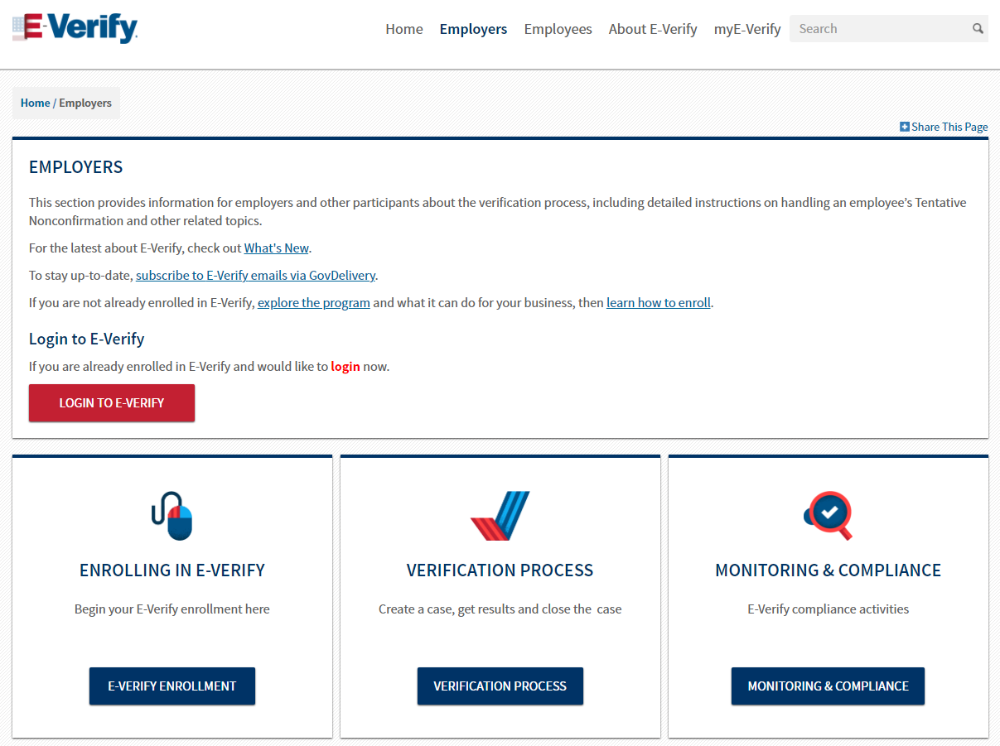 E-Verify
Home Employers Employees About E-Verify myE-Verify Search
Home / Employers
Share This Page
EMPLOYERS
This section provides information for employers and other participants about the verification process, including detailed instructions on handling an employee’s Tentative
Nonconfirmation and other related topics.
For the latest about E-Verify, check out What's New.
To stay up-to-date, subscribe to E-Verify emails via GovDelivery.
If you are not already enrolled in E-Verify, explore the program and what it can do for your business, then learn how to enroll.
Login to E-Verify
If you are already enrolled in E-Verify and would like to login now.
LOGIN TO E-VERIFY
ENROLLING IN E-VERIFY
Begin your E-Verify enrollment here
E-VERIFY ENROLLMENT
VERIFICATION PROCESS
Create a case, get results and close the case
VERIFICATION PROCESS
MONITORING & COMPLIANCE
E-Verify compliance activities
MONITORING & COMPLIANCE